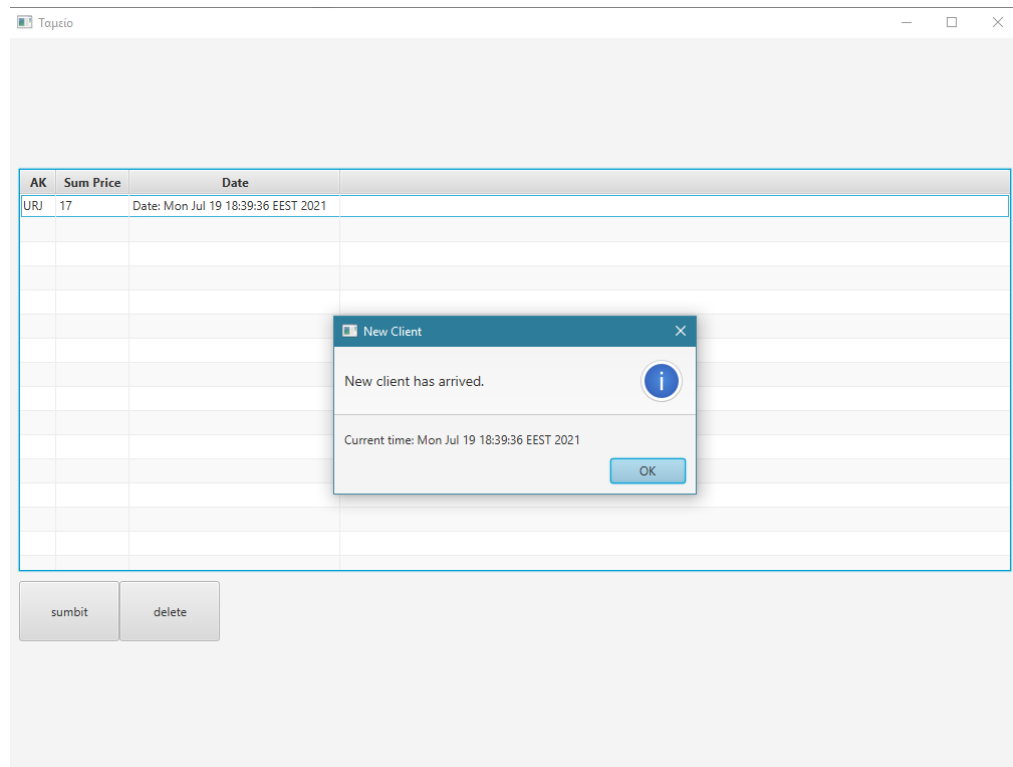 Ταμείο
AK Sum Price Date
URJ 17 Date: Mon Jul 19 18:39:36 EEST 2021
New Client
New client has arrived.
Current time: Mon Jul 19 18:39:36 EEST 2021
OK
sumbit delete